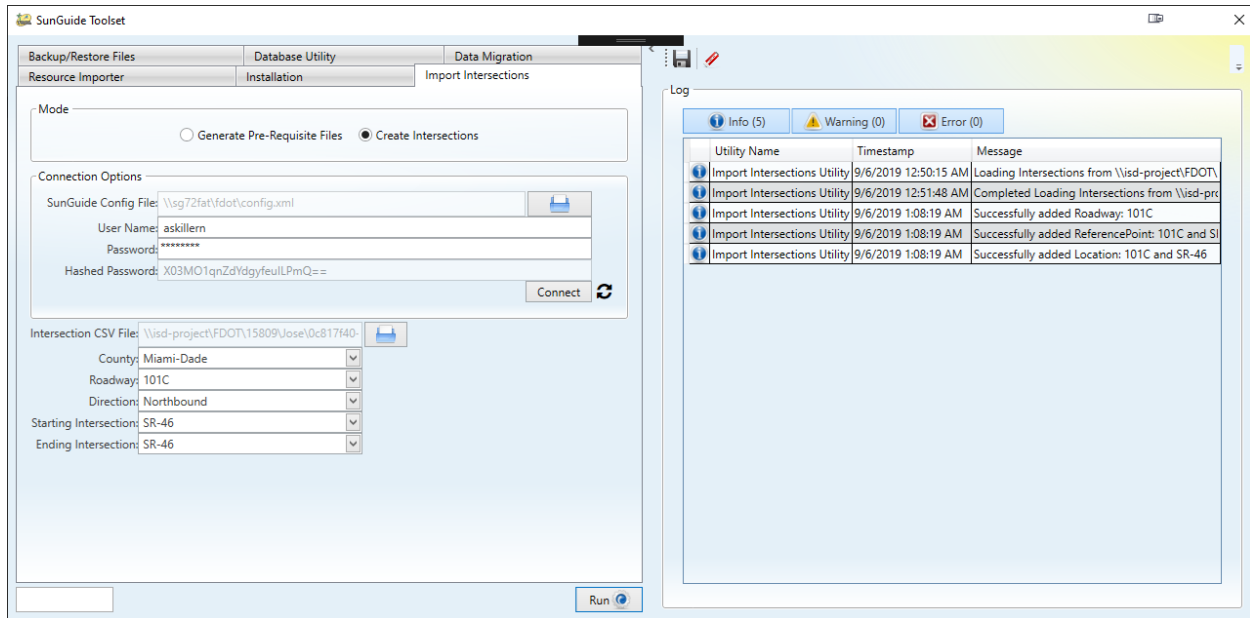 SunGuide Toolset
Backup/Restore Files Database Utility Data Migration
Resource Importer Installation Import Intersections
Mode
Generate Pre-Requisite Files Create Intersections
Connection Options
SunGuide Config File: \\sg72fat\fdot\config.xml
User Name: askillern
Password: ********
Hashed Password:
Connect
Intersection CSV File: \\isd-project\FDOT\15809\Jose\0c817f40-
County: Miami-Dade
Roadway: 101C
Direction: Northbound
Starting Intersection: SR-46
Ending Intersection: SR-46
Run
Log
Info (5) Warning (0) Error (0)
Utility Name Timestamp Message
Import Intersections Utility 9/6/2019 12:50:15 AM Loading Intersections from \\isd-project\FDOT\
Import Intersections Utility 9/6/2019 12:51:48 AM Completed Loading Intersections from \\isd-pro
Import Intersections Utility 9/6/2019 1:08:19 AM Successfully added Roadway: 101C
Import Intersections Utility 9/6/2019 1:08:19 AM Successfully added ReferencePoint: 101C and SI
Import Intersections Utility 9/6/2019 1:08:19 AM Successfully added Location: 101C and SR-46